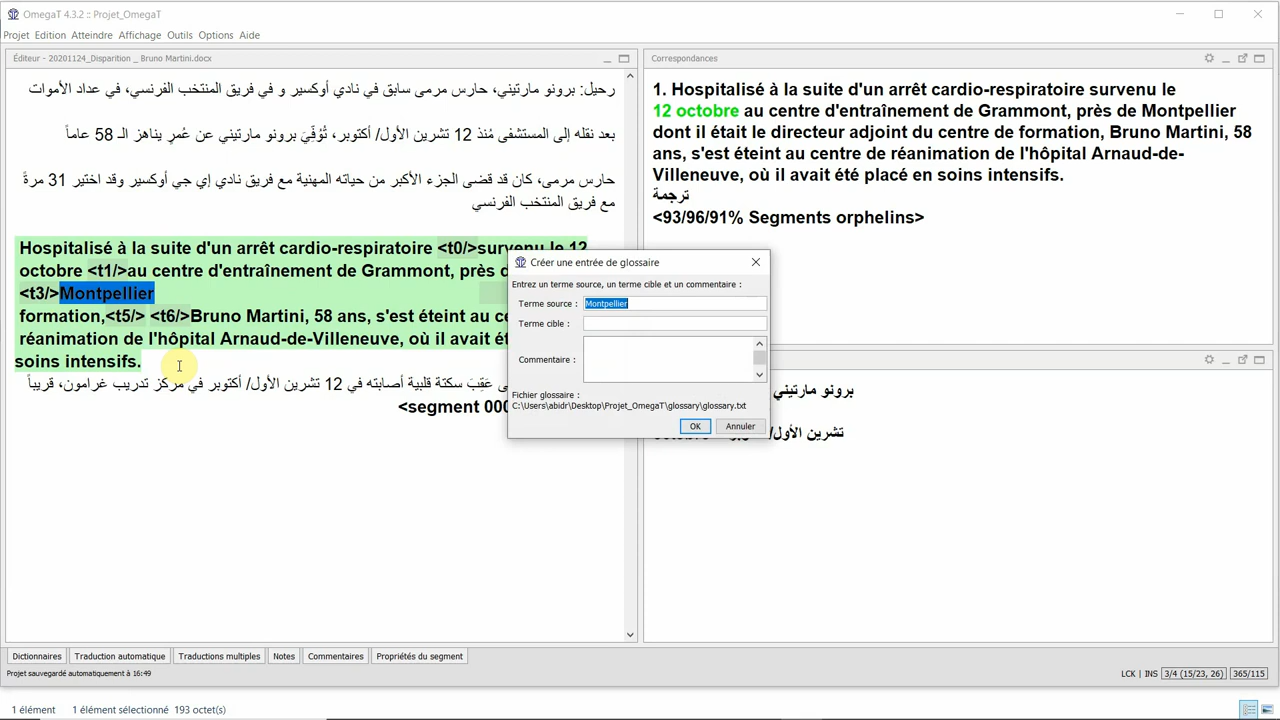 OmegaT 4.3.2 :: Projet_OmegaT
Projet Edition Atteindre Affichage Outils Options Aide
Éditeur - 20201124_Disparition _ Bruno Martini.docx
رحيل: برونو مارتيني، حارس مرمى سابق في نادي أوكسير و في فريق المنتخب الفرنسي، في عداد الأموات
بعد نقله إلى المستشفى مُنذ 12 تشرين الأول/ أكتوبر، تُوُفِّيَ برونو مارتيني عن عُمرٍ يناهز الـ 58 عاماً
حارس مرمى، كان قد قضى الجزء الأكبر من حياته المهنية مع فريق نادي إي جي أوكسير وقد اختير 31 مرةً
مع فريق المنتخب الفرنسي
Hospitalisé à la suite d'un arrêt cardio-respiratoire <t0/>survenu le 12
octobre <t1/>au centre d'entraînement de Grammont, près d
<t3/>Montpellier
formation,<t5/> <t6/>Bruno Martini, 58 ans, s'est éteint au ce
réanimation de l'hôpital Arnaud-de-Villeneuve, où il avait ét
soins intensifs.
عَقِبَ سكتة قلبية أصابته في 12 تشرين الأول/ أكتوبر في مركز تدريب غرامون، قريباً
<segment 000
Correspondances
1. Hospitalisé à la suite d'un arrêt cardio-respiratoire survenu le
12 octobre au centre d'entraînement de Grammont, près de Montpellier
dont il était le directeur adjoint du centre de formation, Bruno Martini, 58
ans, s'est éteint au centre de réanimation de l'hôpital Arnaud-de-
Villeneuve, où il avait été placé en soins intensifs.
ترجمة
<93/96/91% Segments orphelins>
Créer une entrée de glossaire
Entrez un terme source, un terme cible et un commentaire :
Terme source : Montpellier
Terme cible :
Commentaire :
Fichier glossaire :
C:\Users\abidr\Desktop\Projet_OmegaT\glossary\glossary.txt
OK Annuler
برونو مارتيني
تشرين الأول/
Dictionnaires Traduction automatique Traductions multiples Notes Commentaires Propriétés du segment
Projet sauvegardé automatiquement à 16:49
LCK | INS 3/4 (15/23, 26) 365/115
1 élément 1 élément sélectionné 193 octet(s)